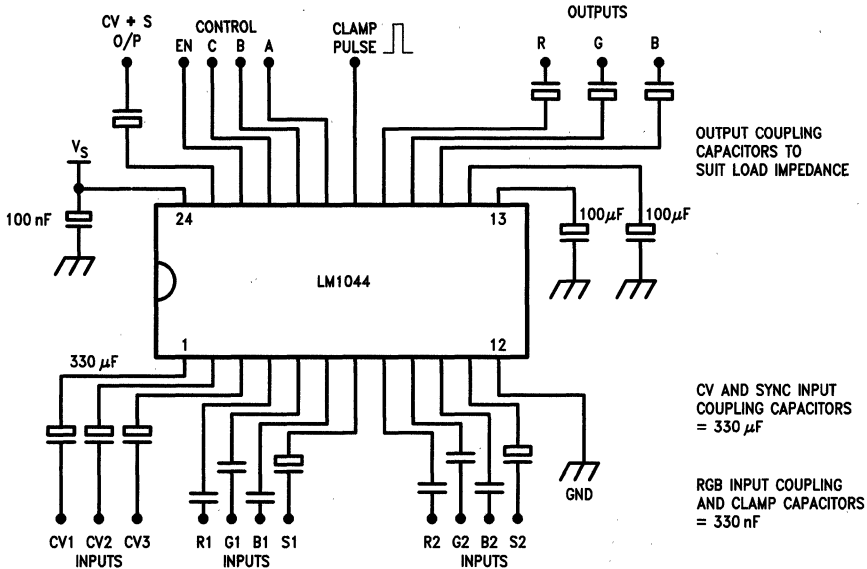 CV + S
O/P
CONTROL
EN C B A
CLAMP
PULSE
OUTPUTS
R G B
OUTPUT COUPLING
CAPACITORS TO
SUIT LOAD IMPEDANCE
VS
100 nF
24
13
100μF
100μF
LM1044
1
12
330 μF
CV AND SYNC INPUT
COUPLING CAPACITORS
= 330 μF
GND
RGB INPUT COUPLING
AND CLAMP CAPACITORS
= 330 nF
CV1 CV2 CV3
INPUTS
R1 G1 B1 S1
INPUTS
R2 G2 B2 S2
INPUTS